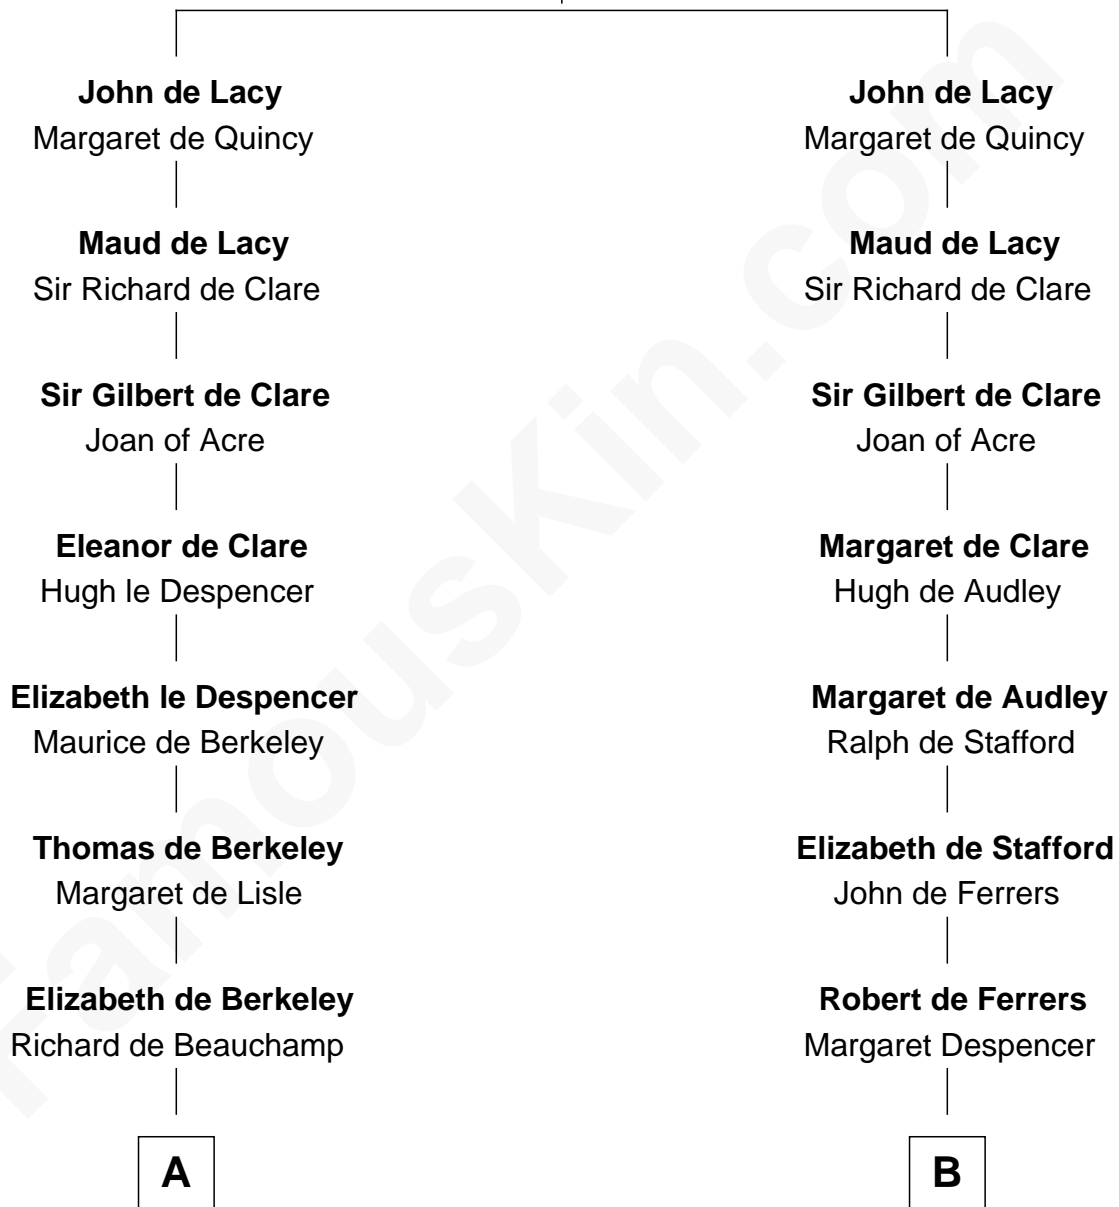 John de Lacy
Margaret de Quincy
Maud de Lacy
Sir Richard de Clare
Sir Gilbert de Clare
Joan of Acre
Eleanor de Clare
Hugh le Despencer
Elizabeth le Despencer
Maurice de Berkeley
Thomas de Berkeley
Margaret de Lisle
Elizabeth de Berkeley
Richard de Beauchamp
A
John de Lacy
Margaret de Quincy
Maud de Lacy
Sir Richard de Clare
Sir Gilbert de Clare
Joan of Acre
Margaret de Clare
Hugh de Audley
Margaret de Audley
Ralph de Stafford
Elizabeth de Stafford
John de Ferrers
Robert de Ferrers
Margaret Despencer
B
FamousKin.com